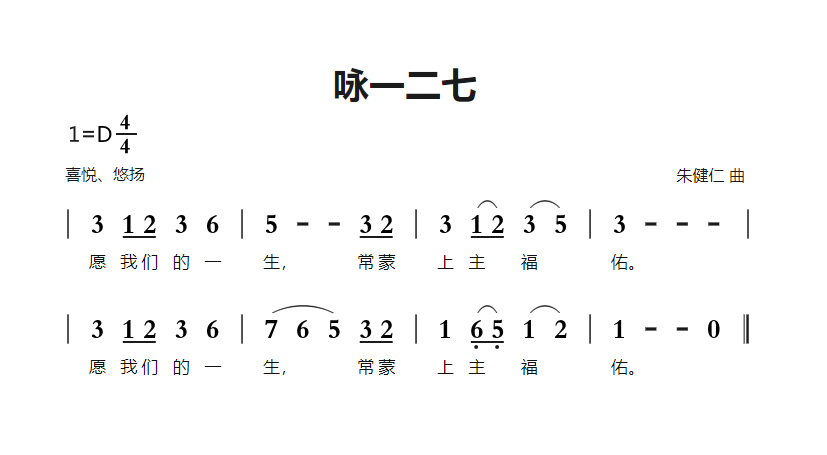 咏一二七
1=D 4/4
喜悦、悠扬
朱健仁 曲
| 3 1 2 3 6 | 5 - - 3 2 | 3 1 2 3 5 | 3 - - - |
愿 我 们 的 一 生, 常 蒙 上 主 福 佑。
| 3 1 2 3 6 | 7 6 5 3 2 | 1 6̣ 5̣ 1 2 | 1 - - 0 ‖
愿 我 们 的 一 生, 常 蒙 上 主 福 佑。